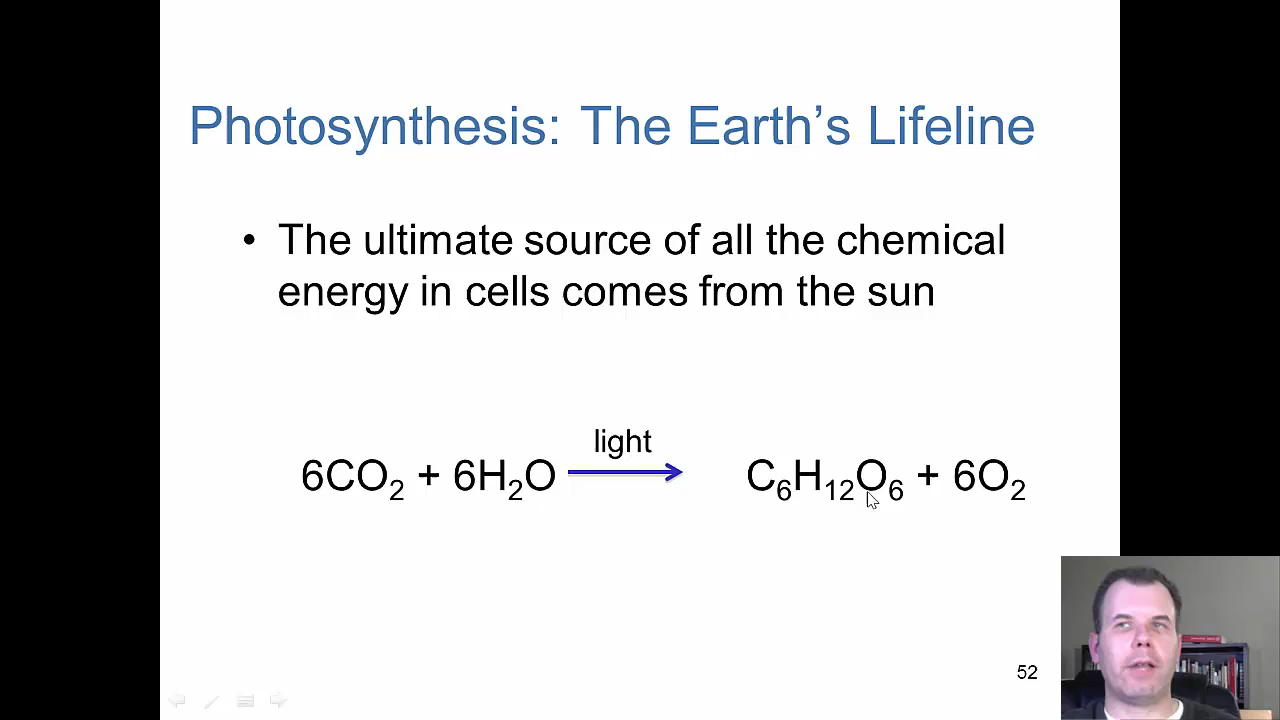 Photosynthesis: The Earth’s Lifeline
• The ultimate source of all the chemical
energy in cells comes from the sun
light
6CO₂ + 6H₂O → C₆H₁₂O₆ + 6O₂
52